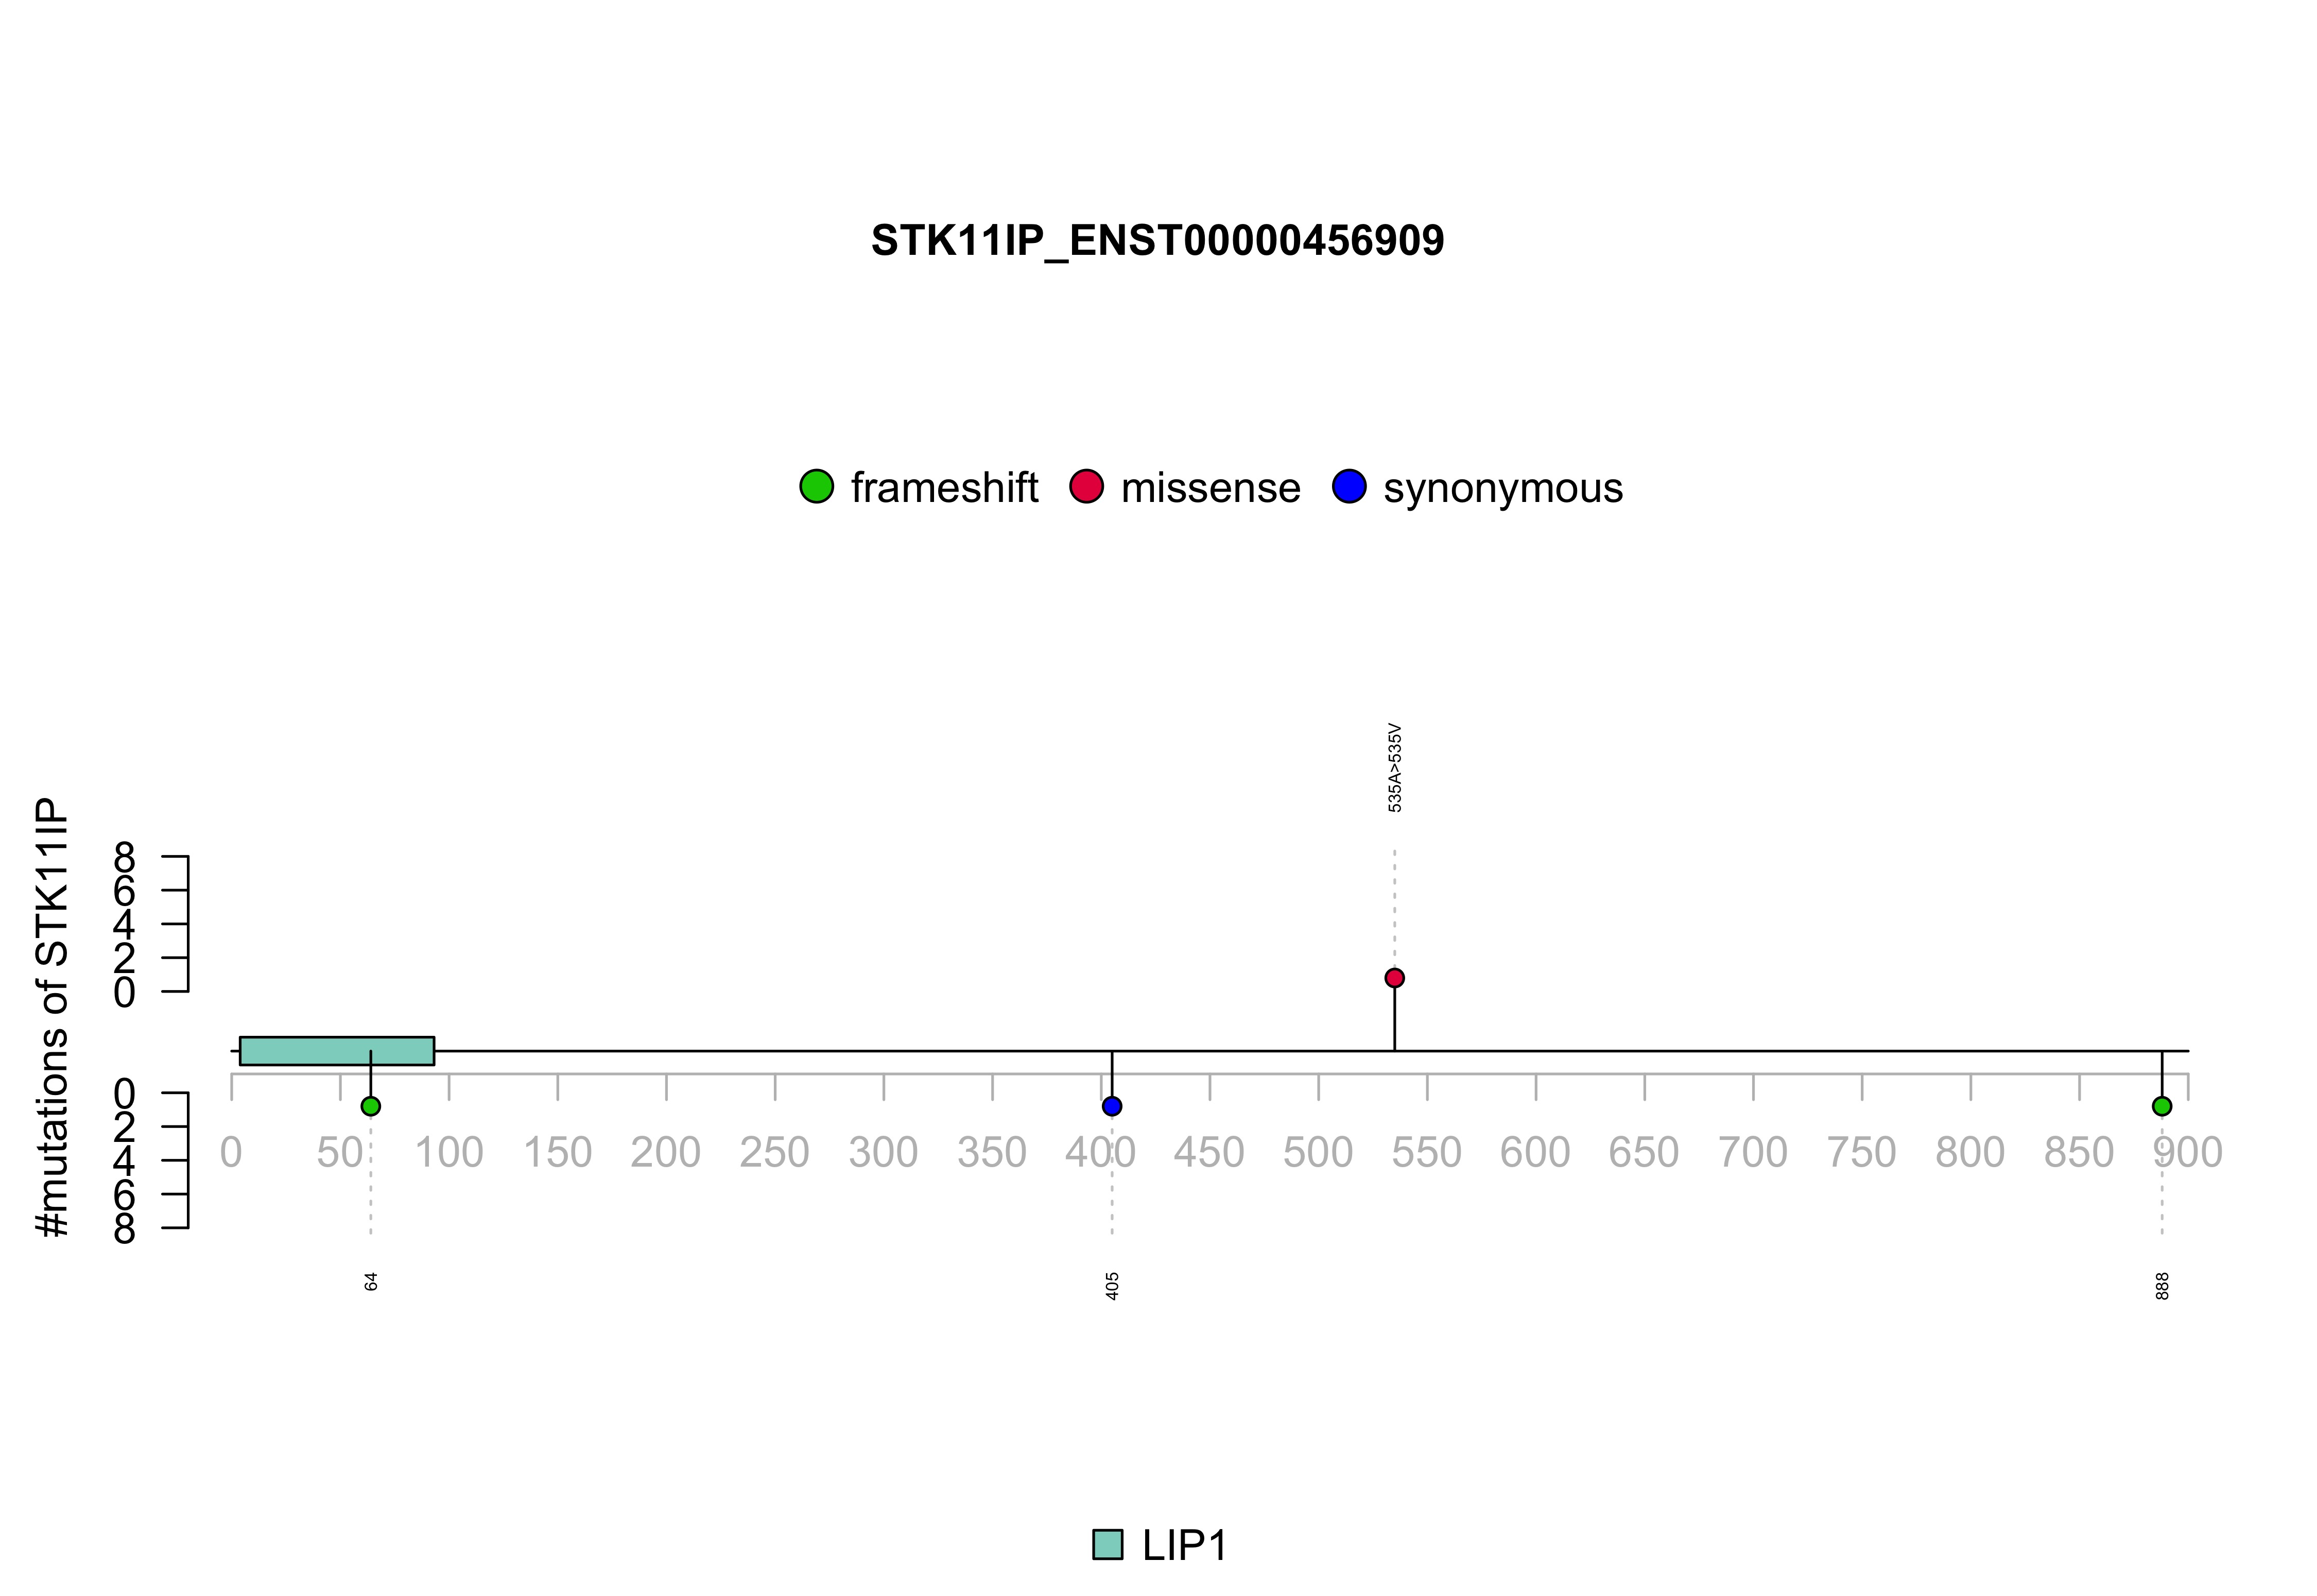 STK11IP_ENST00000456909
frameshift missense synonymous
535A>535V
#mutations of STK11IP
8
6
4
2
0
0
2
4
6
8
0 50 100 150 200 250 300 350 400 450 500 550 600 650 700 750 800 850 900
64 405 888
LIP1